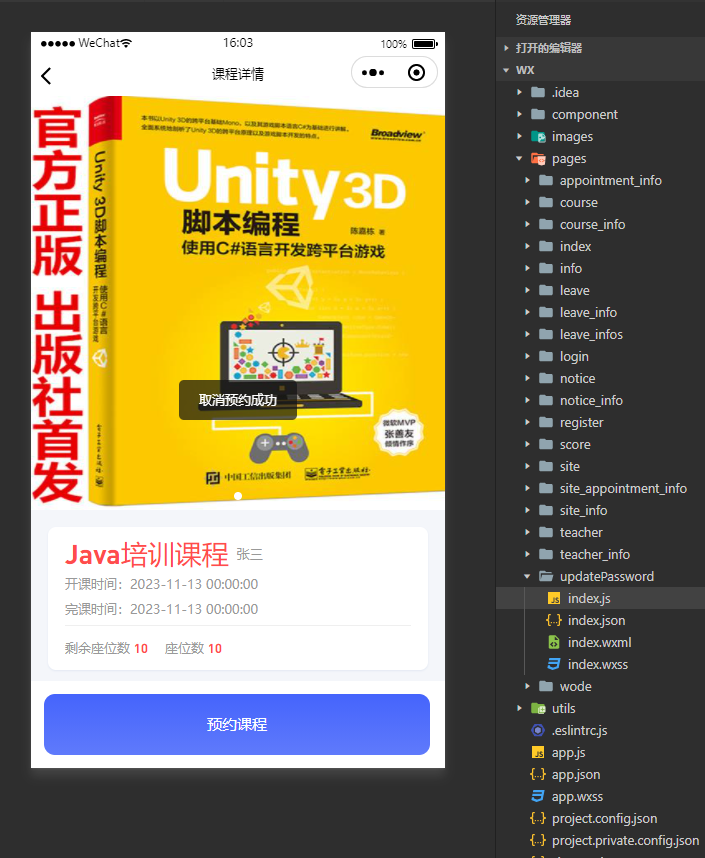 ●●●●● WeChat
16:03
100%
课程详情
官方正版 出版社首发
Unity 3D脚本编程
使用C#语言
开发跨平台游戏
电子工业出版社
本书以Unity 3D的跨平台基础Mono，以及其游戏脚本语言C#为基础进行讲解，
全面系统地剖析了Unity 3D的跨平台原理以及游戏脚本开发的特点。
Broadview®
www.broadview.com.cn
Unity 3D
脚本编程
陈嘉栋 著
使用C#语言开发跨平台游戏
取消预约成功
微软MVP
张善友
倾情作序
中国工信出版集团
电子工业出版社
Java培训课程 张三
开课时间：2023-11-13 00:00:00
完课时间：2023-11-13 00:00:00
剩余座位数 10 座位数 10
预约课程
资源管理器
打开的编辑器
WX
.idea
component
images
pages
appointment_info
course
course_info
index
info
leave
leave_info
leave_infos
login
notice
notice_info
register
score
site
site_appointment_info
site_info
teacher
teacher_info
updatePassword
index.js
index.json
index.wxml
index.wxss
wode
utils
.eslintrc.js
app.js
app.json
app.wxss
project.config.json
project.private.config.json